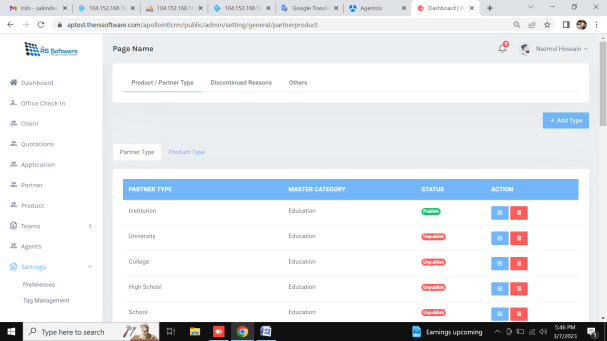 Info - salimdev
104.152.168.1
104.152.168.1
104.152.168.
Google Transl
Agentcis
Dashboard |
aptest.therssoftware.com/apollointlcrm/public/admin/setting/general/partnerproduct
RS Software
Page Name
9
Nazmul Hossain
Dashboard
Office Check In
Client
Quotations
Application
Partner
Product
Teams
Agents
Settings
Preferences
Tag Management
Product / Partner Type
Discontinued Reasons
Others
+ Add Type
Parnner Type
Product Type
PARTNER TYPE
MASTER CATEGORY
STATUS
ACTION
Institution
Education
Publish
University
Education
Unpublish
College
Education
Unpublish
High School
Education
Unpublish
School
Education
Unpublish
Type here to search
Earnings upcoming
5:46 PM
3/7/2023